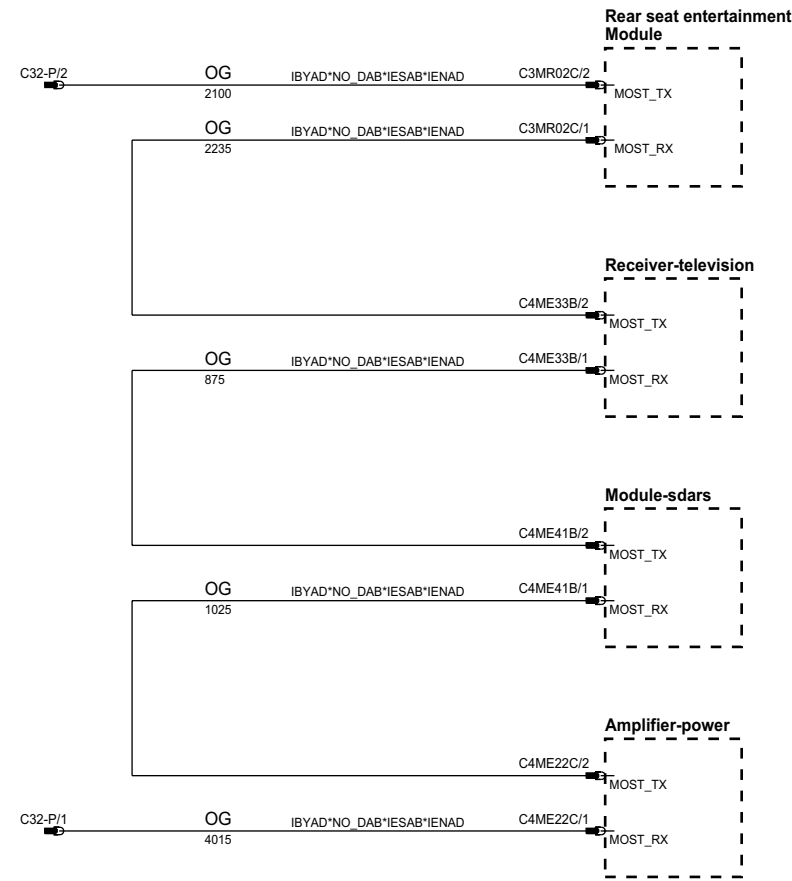 Rear seat entertainment
Module
C32-P/2
OG
IBYAD*NO_DAB*IESAB*IENAD
C3MR02C/2
2100
MOST_TX
OG
IBYAD*NO_DAB*IESAB*IENAD
C3MR02C/1
2235
MOST_RX
Receiver-television
C4ME33B/2
MOST_TX
OG
IBYAD*NO_DAB*IESAB*IENAD
C4ME33B/1
875
MOST_RX
Module-sdars
C4ME41B/2
MOST_TX
OG
IBYAD*NO_DAB*IESAB*IENAD
C4ME41B/1
1025
MOST_RX
Amplifier-power
C4ME22C/2
MOST_TX
C32-P/1
OG
IBYAD*NO_DAB*IESAB*IENAD
C4ME22C/1
4015
MOST_RX